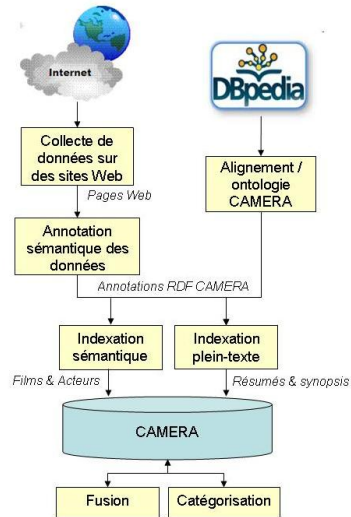 Internet
DBpedia
Collecte de
données sur
des sites Web
Alignement /
ontologie
CAMERA
Pages Web
Annotation
sémantique des
données
Annotations RDF CAMERA
Indexation
sémantique
Indexation
plein-texte
Films & Acteurs
Résumés & synopsis
CAMERA
Fusion
Catégorisation